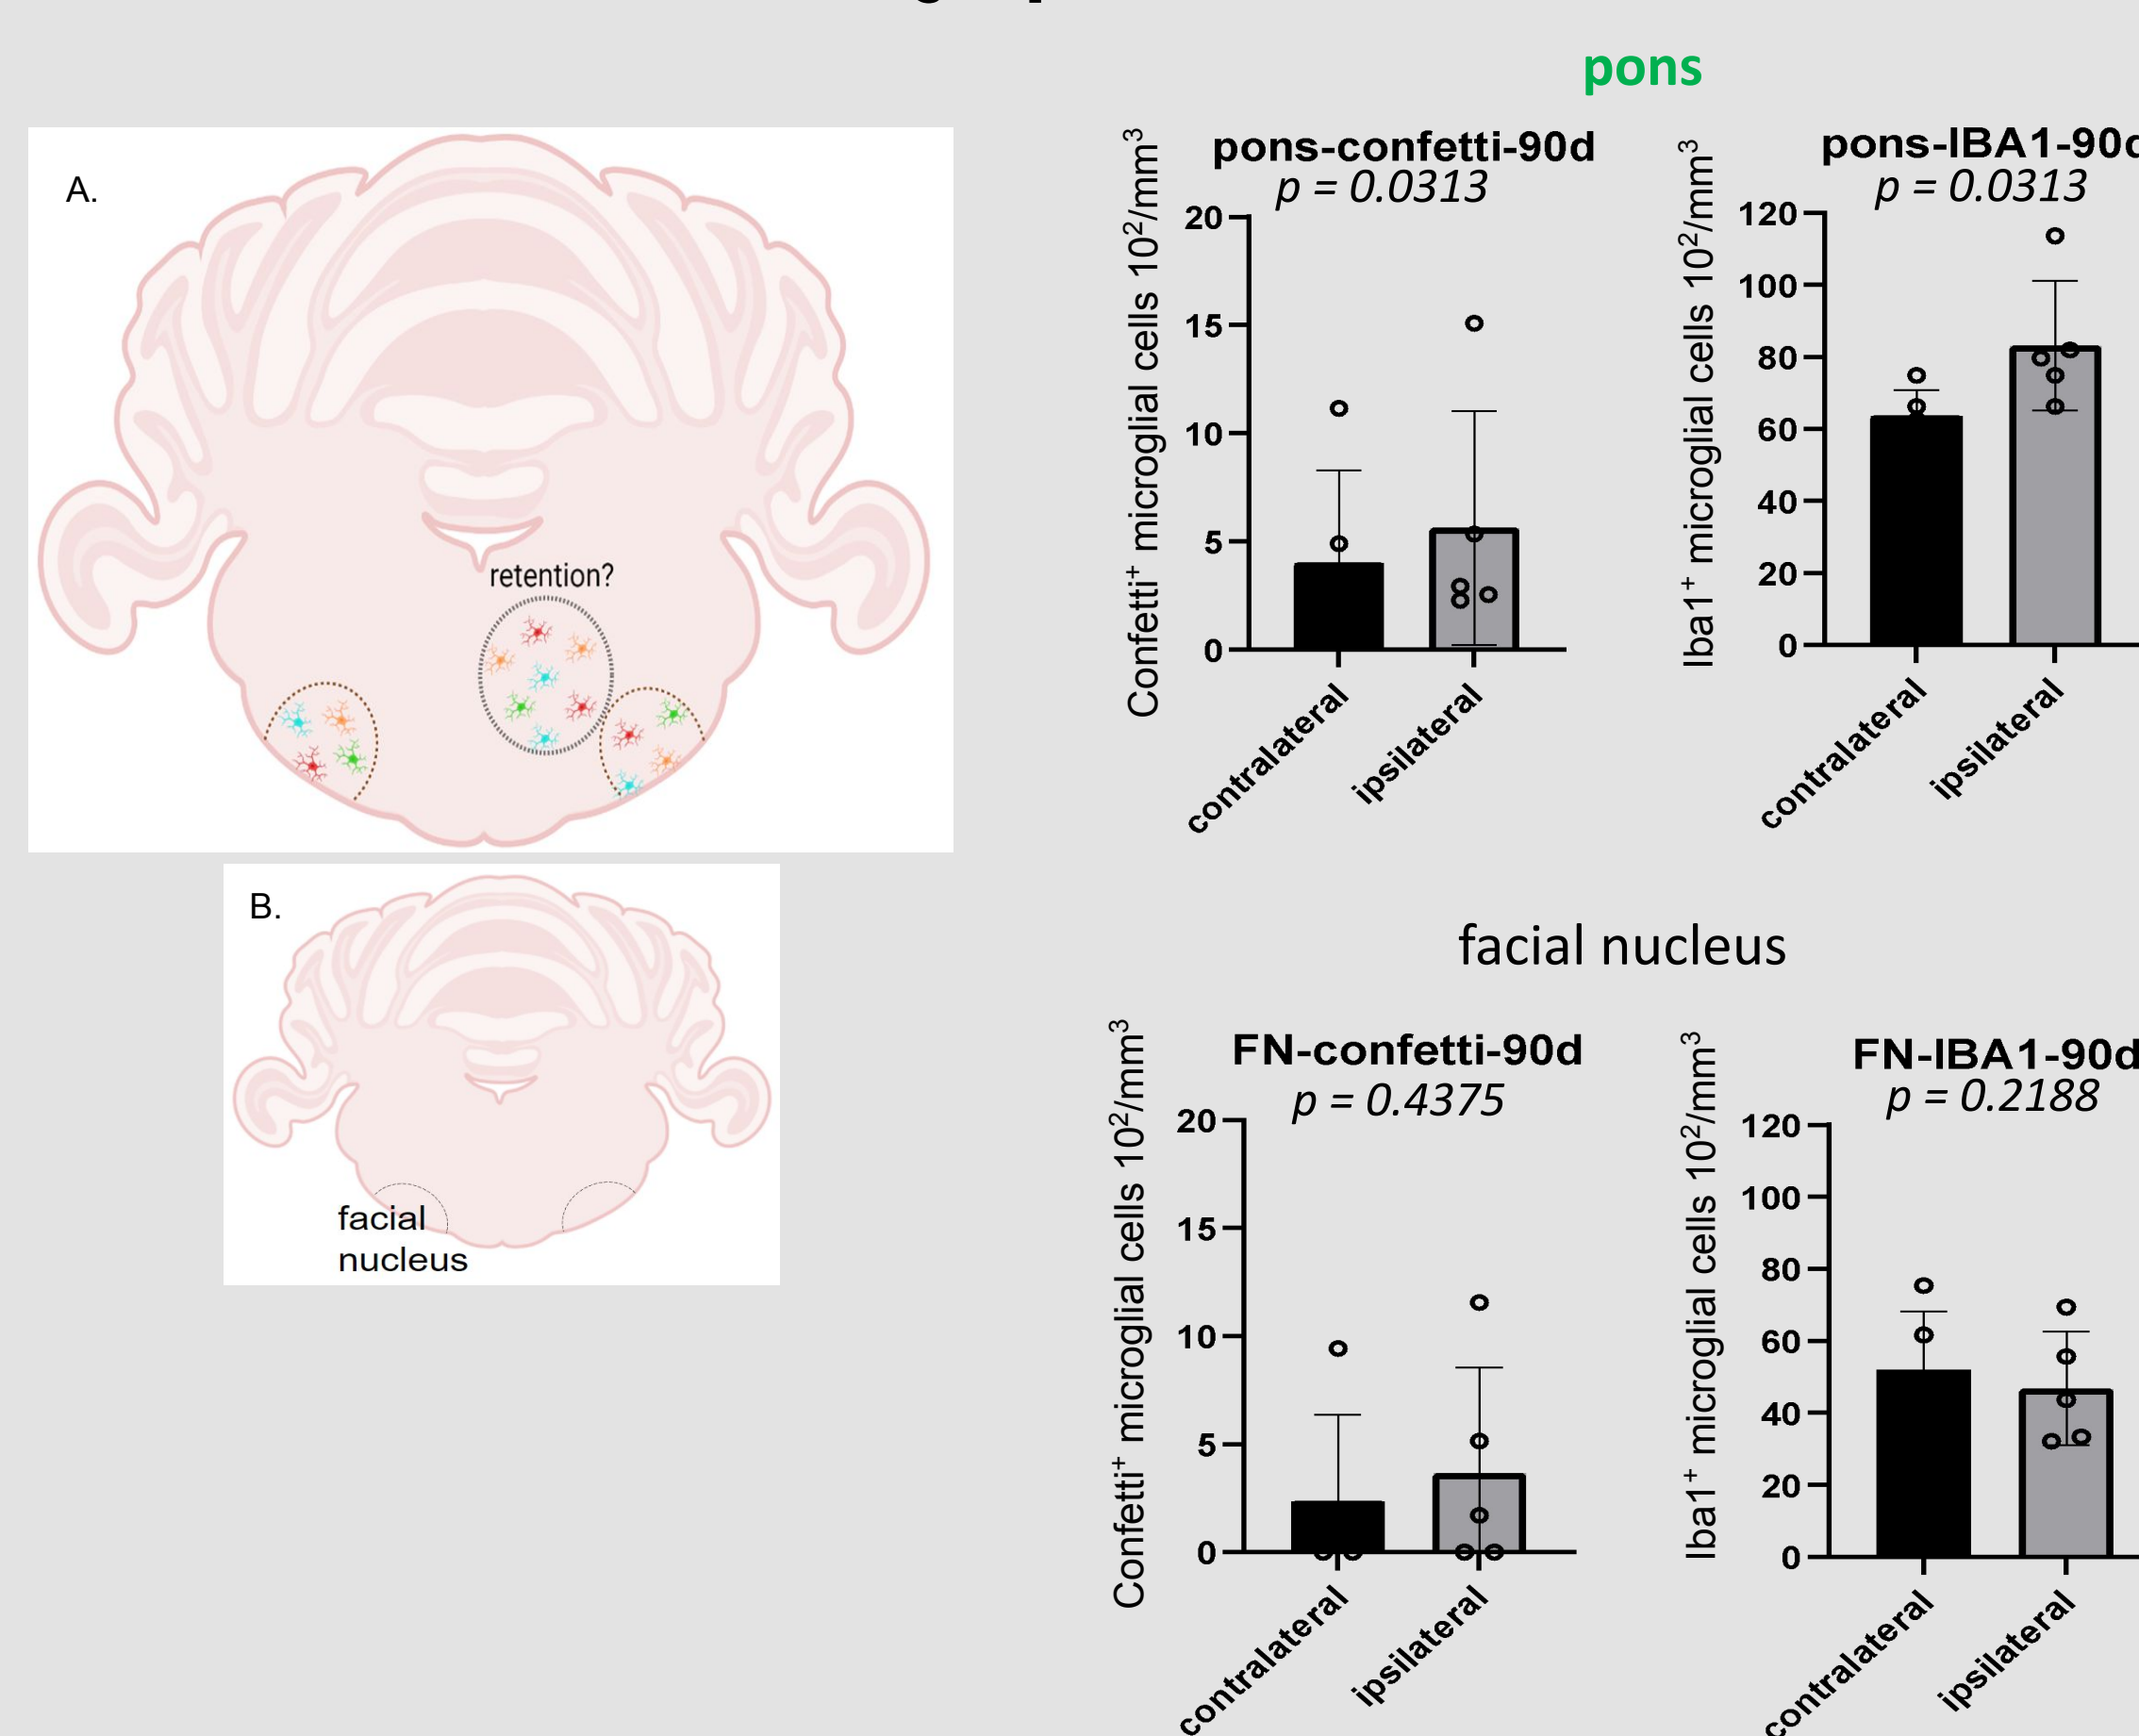 pons
A.
retention?
pons-confetti-90d
p = 0.0313
Confetti⁺ microglial cells 10²/mm³
20
15
10
5
0
contralateral
ipsilateral
pons-IBA1-90d
p = 0.0313
Iba1⁺ microglial cells 10²/mm³
120
100
80
60
40
20
0
contralateral
ipsilateral
B.
facial
nucleus
facial nucleus
FN-confetti-90d
p = 0.4375
Confetti⁺ microglial cells 10²/mm³
20
15
10
5
0
contralateral
ipsilateral
FN-IBA1-90d
p = 0.2188
Iba1⁺ microglial cells 10²/mm³
120
100
80
60
40
20
0
contralateral
ipsilateral